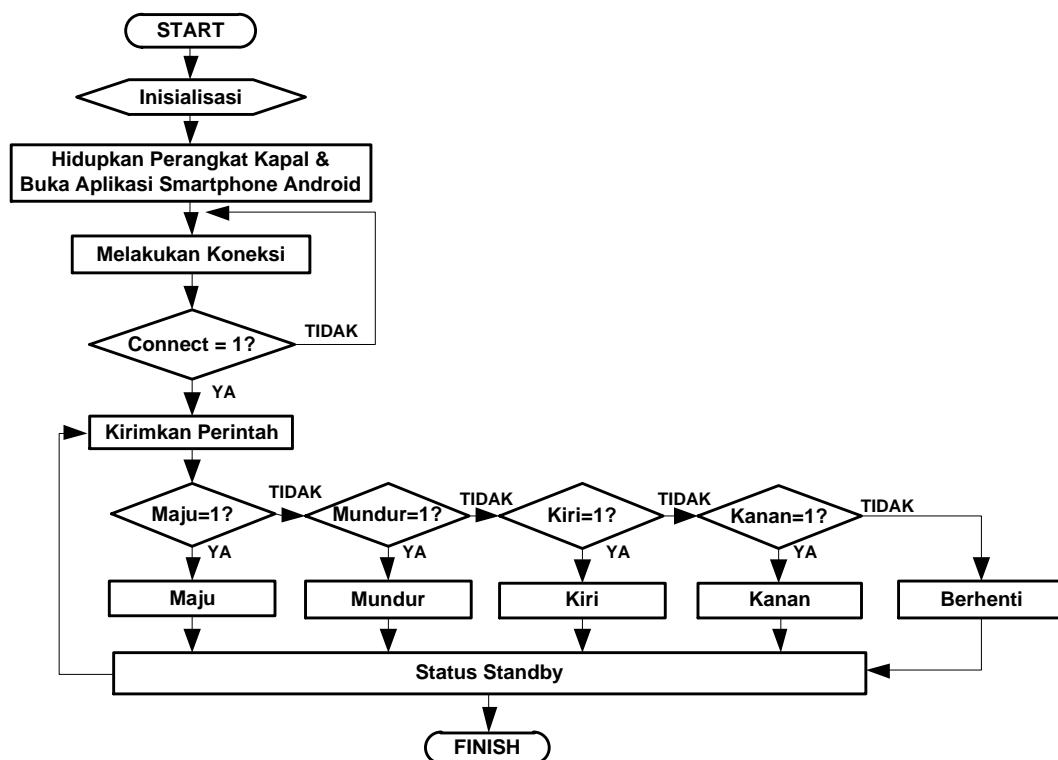 START
Inisialisasi
Hidupkan Perangkat Kapal &
Buka Aplikasi Smartphone Android
Melakukan Koneksi
Connect = 1?
TIDAK
YA
Kirimkan Perintah
Maju=1?
TIDAK
Mundur=1?
TIDAK
Kiri=1?
TIDAK
Kanan=1?
TIDAK
YA
YA
YA
YA
Maju
Mundur
Kiri
Kanan
Berhenti
Status Standby
FINISH